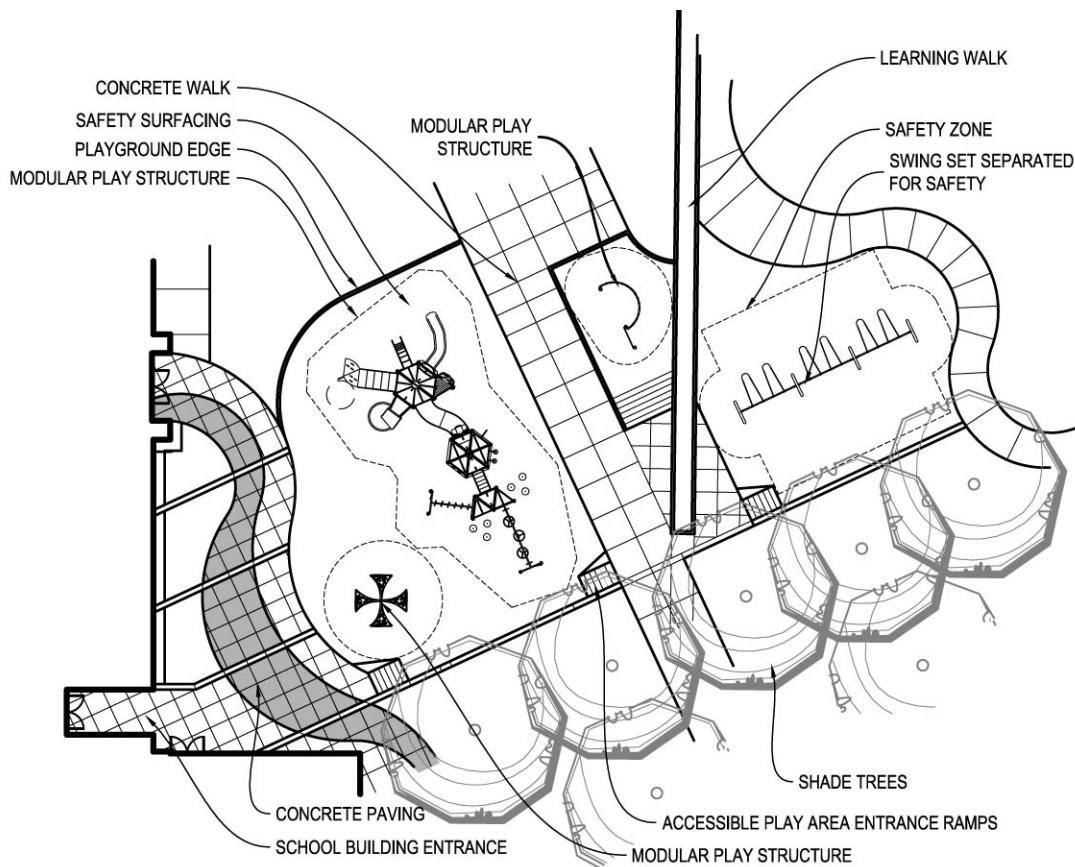 CONCRETE WALK
SAFETY SURFACING
PLAYGROUND EDGE
MODULAR PLAY STRUCTURE
MODULAR PLAY
STRUCTURE
LEARNING WALK
SAFETY ZONE
SWING SET SEPARATED
FOR SAFETY
SHADE TREES
CONCRETE PAVING
ACCESSIBLE PLAY AREA ENTRANCE RAMPS
SCHOOL BUILDING ENTRANCE
MODULAR PLAY STRUCTURE